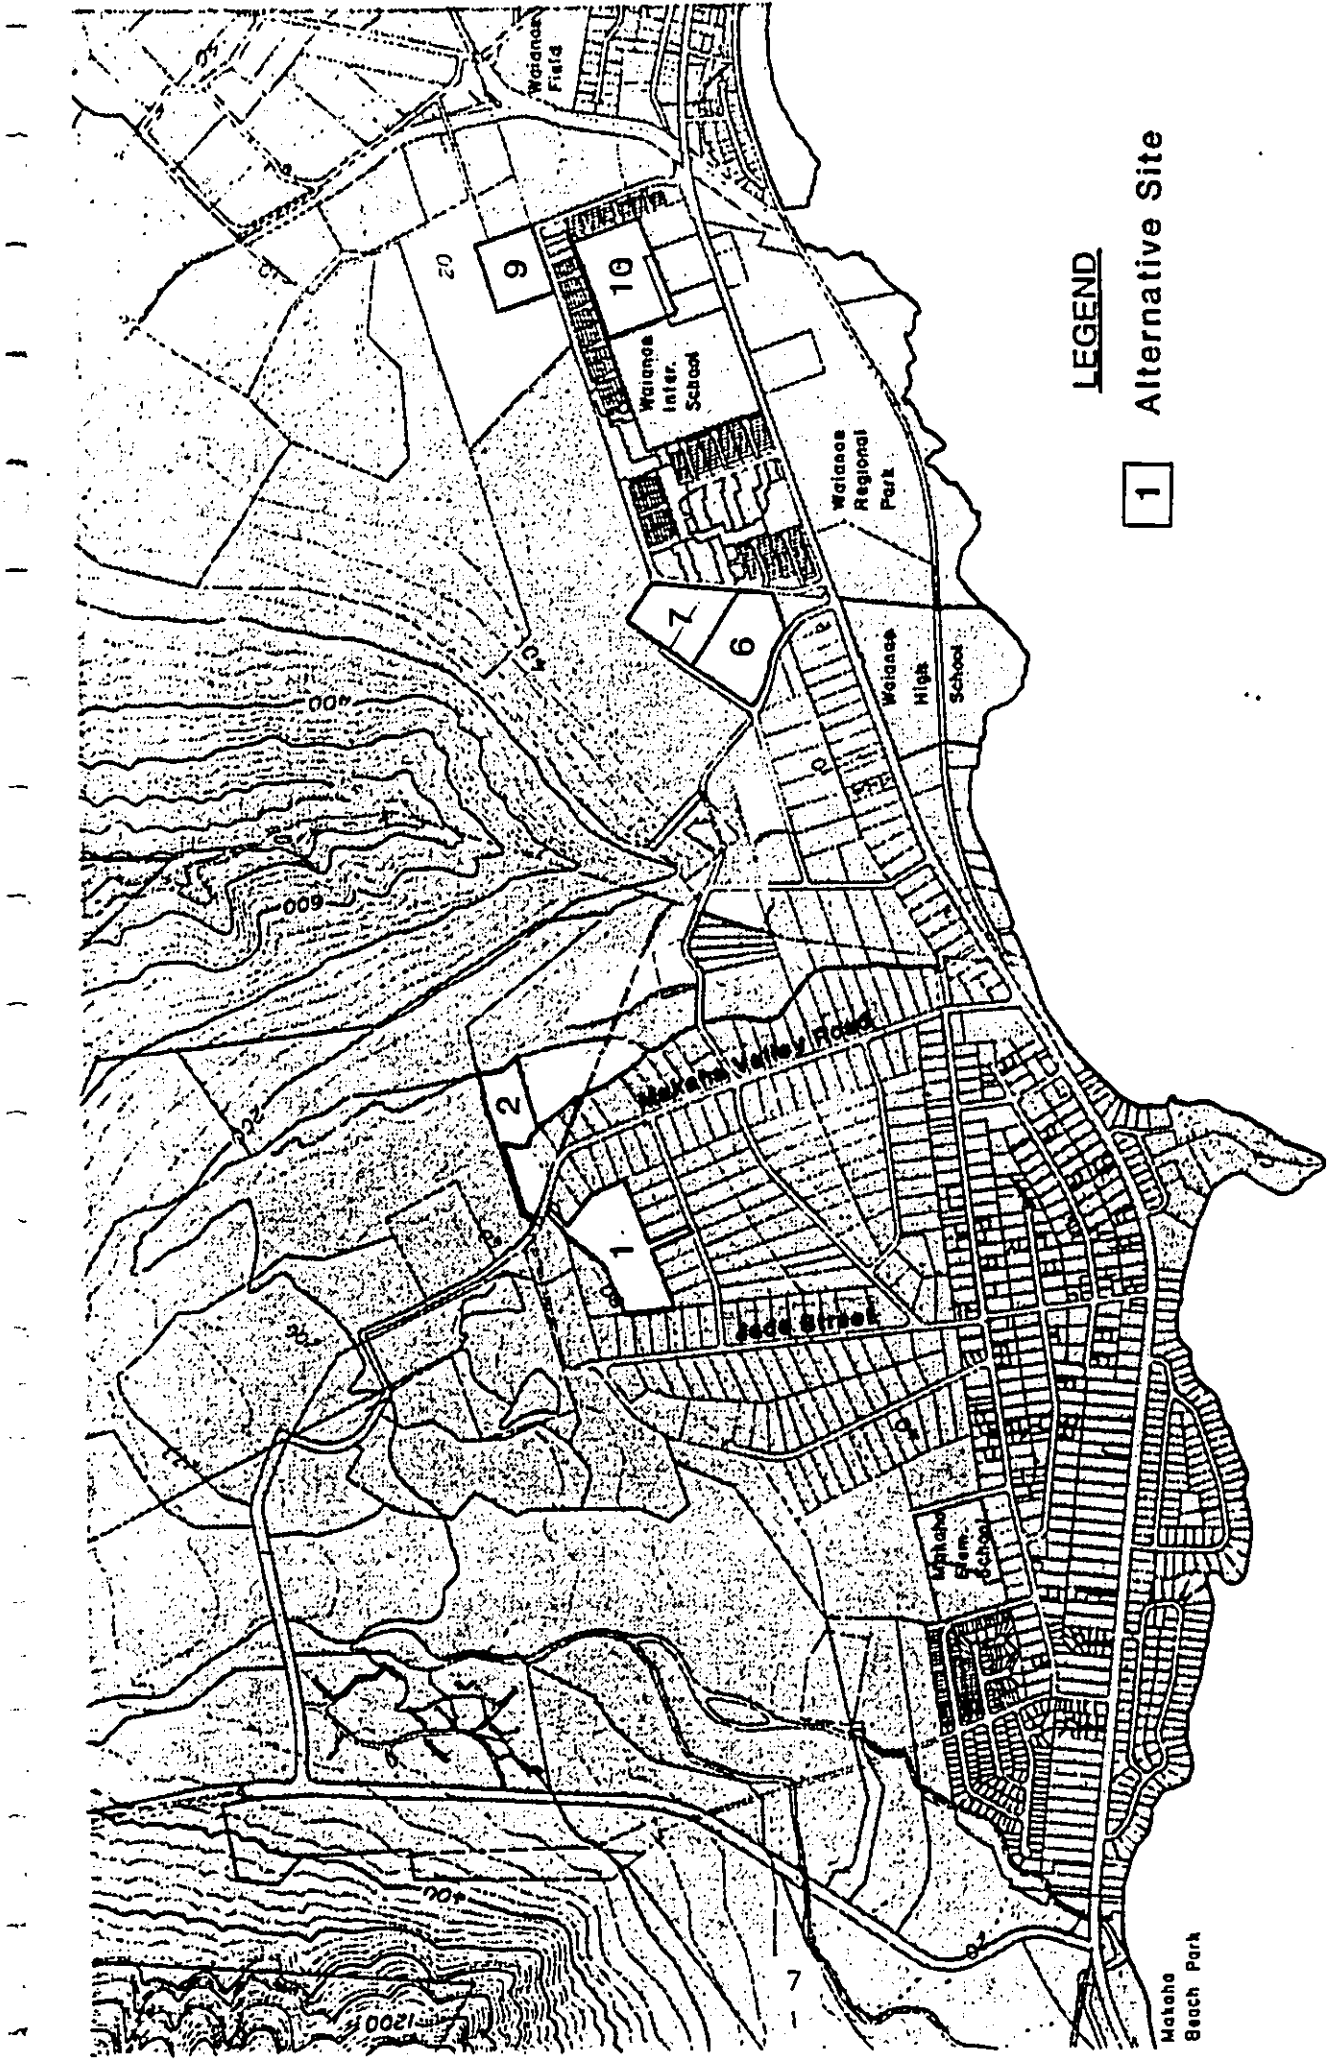 LEGEND
1 Alternative Site
Makaha
Beach Park
Makaha
Elem.
School
Jade Street
Makaha Valley Road
1
2
Waianae
High
School
6
7
Waianae
Regional
Park
Waianae
Inter.
School
10
9
Waianae
Field
20
400
600
200
400
1200
7